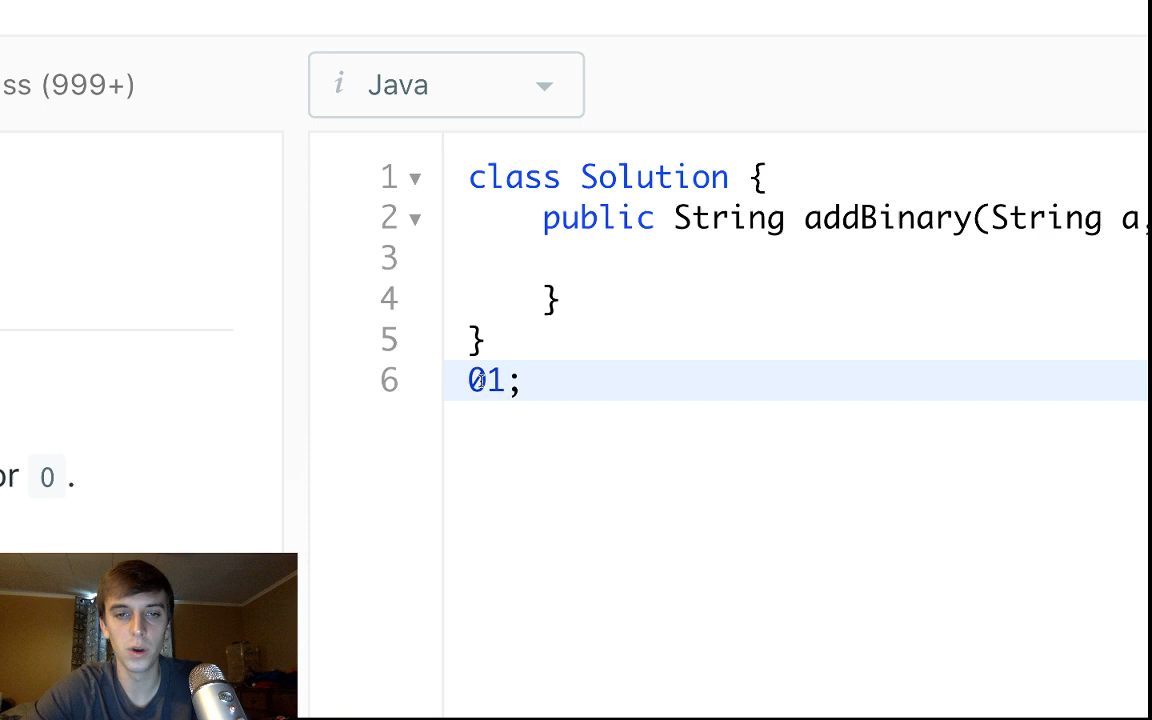 ss (999+)
i Java
1 class Solution {
2 public String addBinary(String a,
3
4 }
5 }
6 01;
or 0.